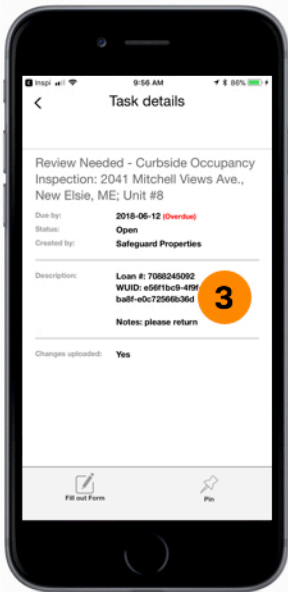 Inspi 9:56 AM 86%
Task details
Review Needed - Curbside Occupancy
Inspection: 2041 Mitchell Views Ave.,
New Elsie, ME; Unit #8
Due by: 2018-06-12 (Overdue)
Status: Open
Created by: Safeguard Properties
Description: Loan #: 7088245092
WUID: e56f1bc9-4f9f
ba8f-e0c72566b36d
3
Notes: please return
Changes uploaded: Yes
Fill out Form Pin